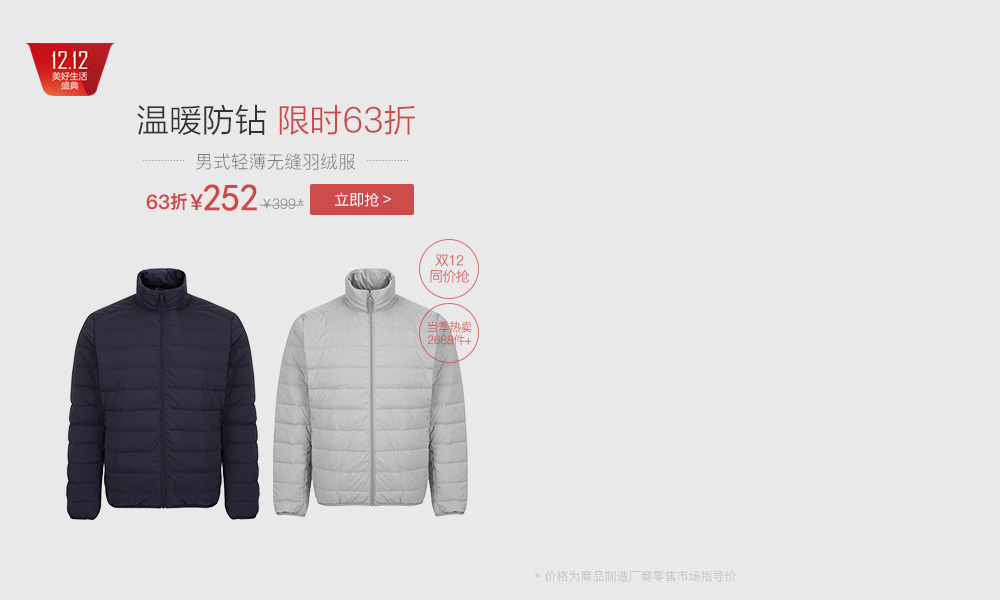 12.12
美好生活
盛典
温暖防钻 限时63折
男式轻薄无缝羽绒服
63折¥252 ¥399* 立即抢 >
双12
同价抢
当季热卖
2688件+
* 价格为商品制造厂商零售市场指导价